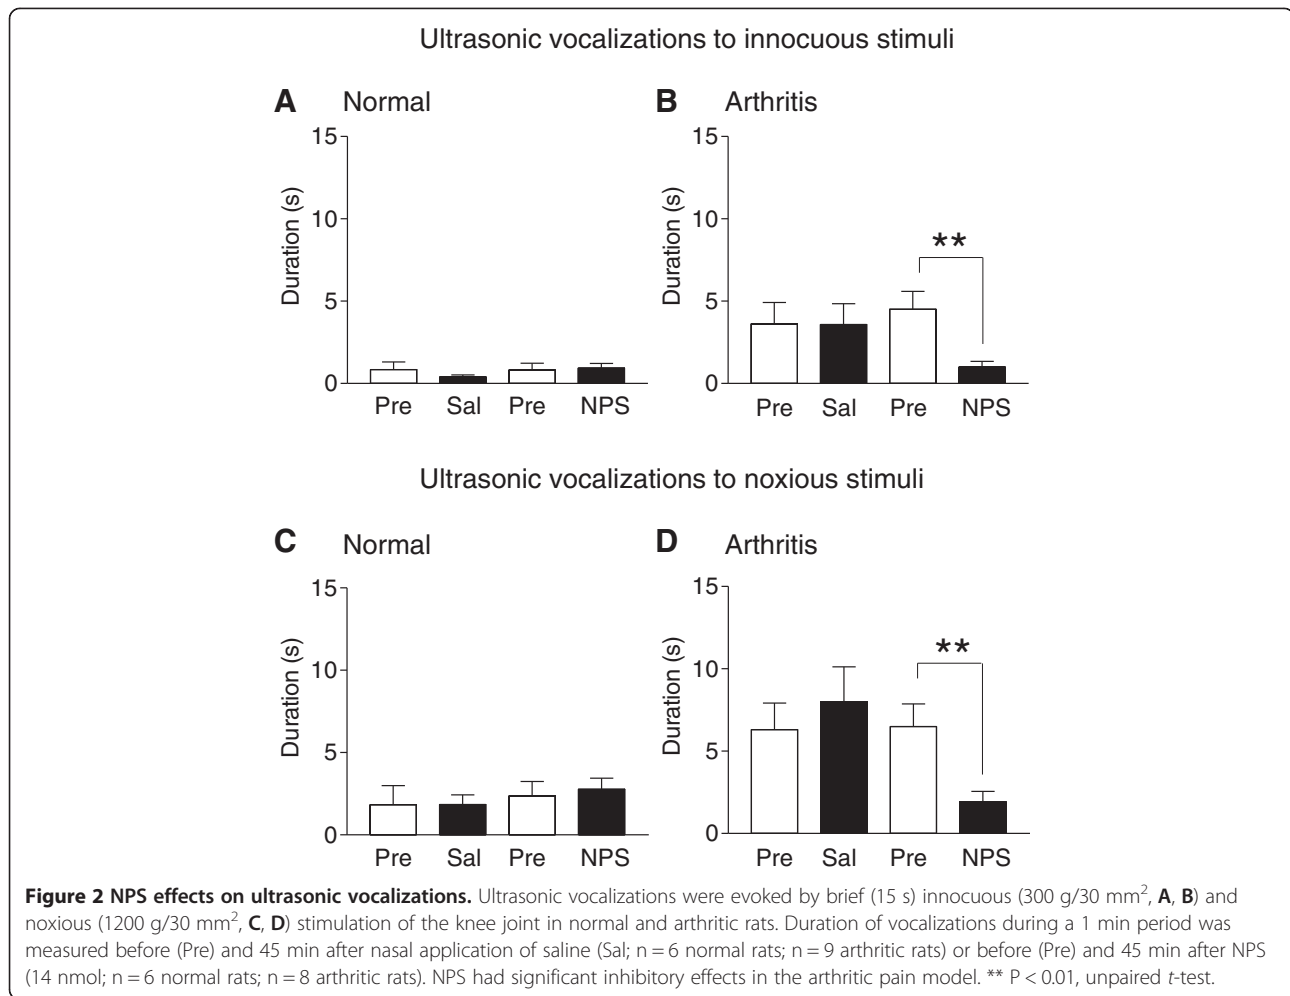 Ultrasonic vocalizations to innocuous stimuli
A Normal
B Arthritis
Duration (s)
15
10
5
0
Pre Sal Pre NPS
Duration (s)
15
10
5
0
**
Pre Sal Pre NPS
Ultrasonic vocalizations to noxious stimuli
C Normal
D Arthritis
Duration (s)
15
10
5
0
Pre Sal Pre NPS
Duration (s)
15
10
5
0
**
Pre Sal Pre NPS
Figure 2 NPS effects on ultrasonic vocalizations. Ultrasonic vocalizations were evoked by brief (15 s) innocuous (300 g/30 mm², A, B) and
noxious (1200 g/30 mm², C, D) stimulation of the knee joint in normal and arthritic rats. Duration of vocalizations during a 1 min period was
measured before (Pre) and 45 min after nasal application of saline (Sal; n = 6 normal rats; n = 9 arthritic rats) or before (Pre) and 45 min after NPS
(14 nmol; n = 6 normal rats; n = 8 arthritic rats). NPS had significant inhibitory effects in the arthritic pain model. ** P < 0.01, unpaired t-test.